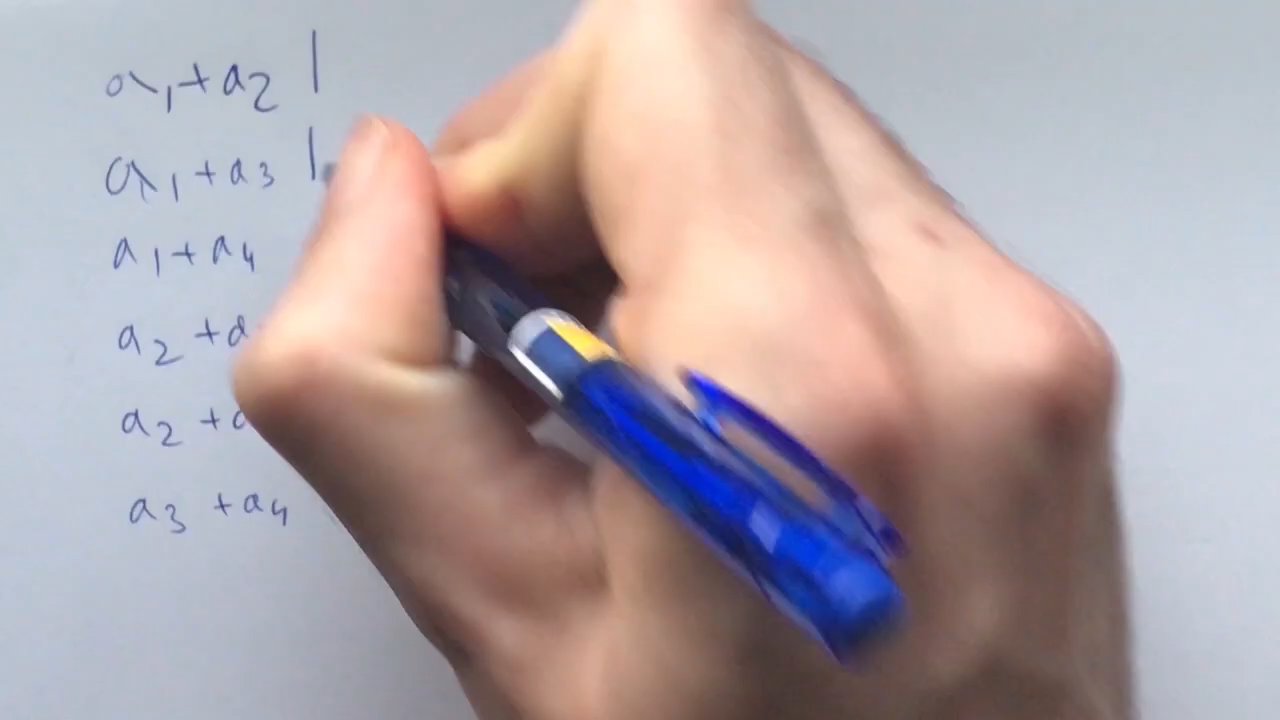 a1+a2 |
a1+a3 |
a1+a4
a2+a
a2+a
a3+a4